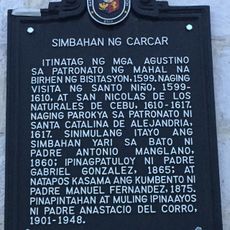 SIMBAHAN NG CARCAR
ITINATAG NG MGA AGUSTINO
SA PATRONATO NG MAHAL NA
BIRHEN NG BISITASYON, 1599. NAGING
VISITA NG SANTO NIÑO, 1599-
1610, AT SAN NICOLAS DE LOS
NATURALES DE CEBU, 1610-1617.
NAGING PAROKYA SA PATRONATO NI
SANTA CATALINA DE ALEJANDRIA,
1617. SINIMULANG ITAYO ANG
SIMBAHAN YARI SA BATO NI
PADRE ANTONIO MANGLANO,
1860; IPINAGPATULOY NI PADRE
GABRIEL GONZALEZ, 1865; AT
NATAPOS KASAMA ANG KUMBENTO NI
PADRE MANUEL FERNANDEZ, 1875.
PINAPINTAHAN AT MULING IPINAAYOS
NI PADRE ANASTACIO DEL CORRO,
1901-1948.